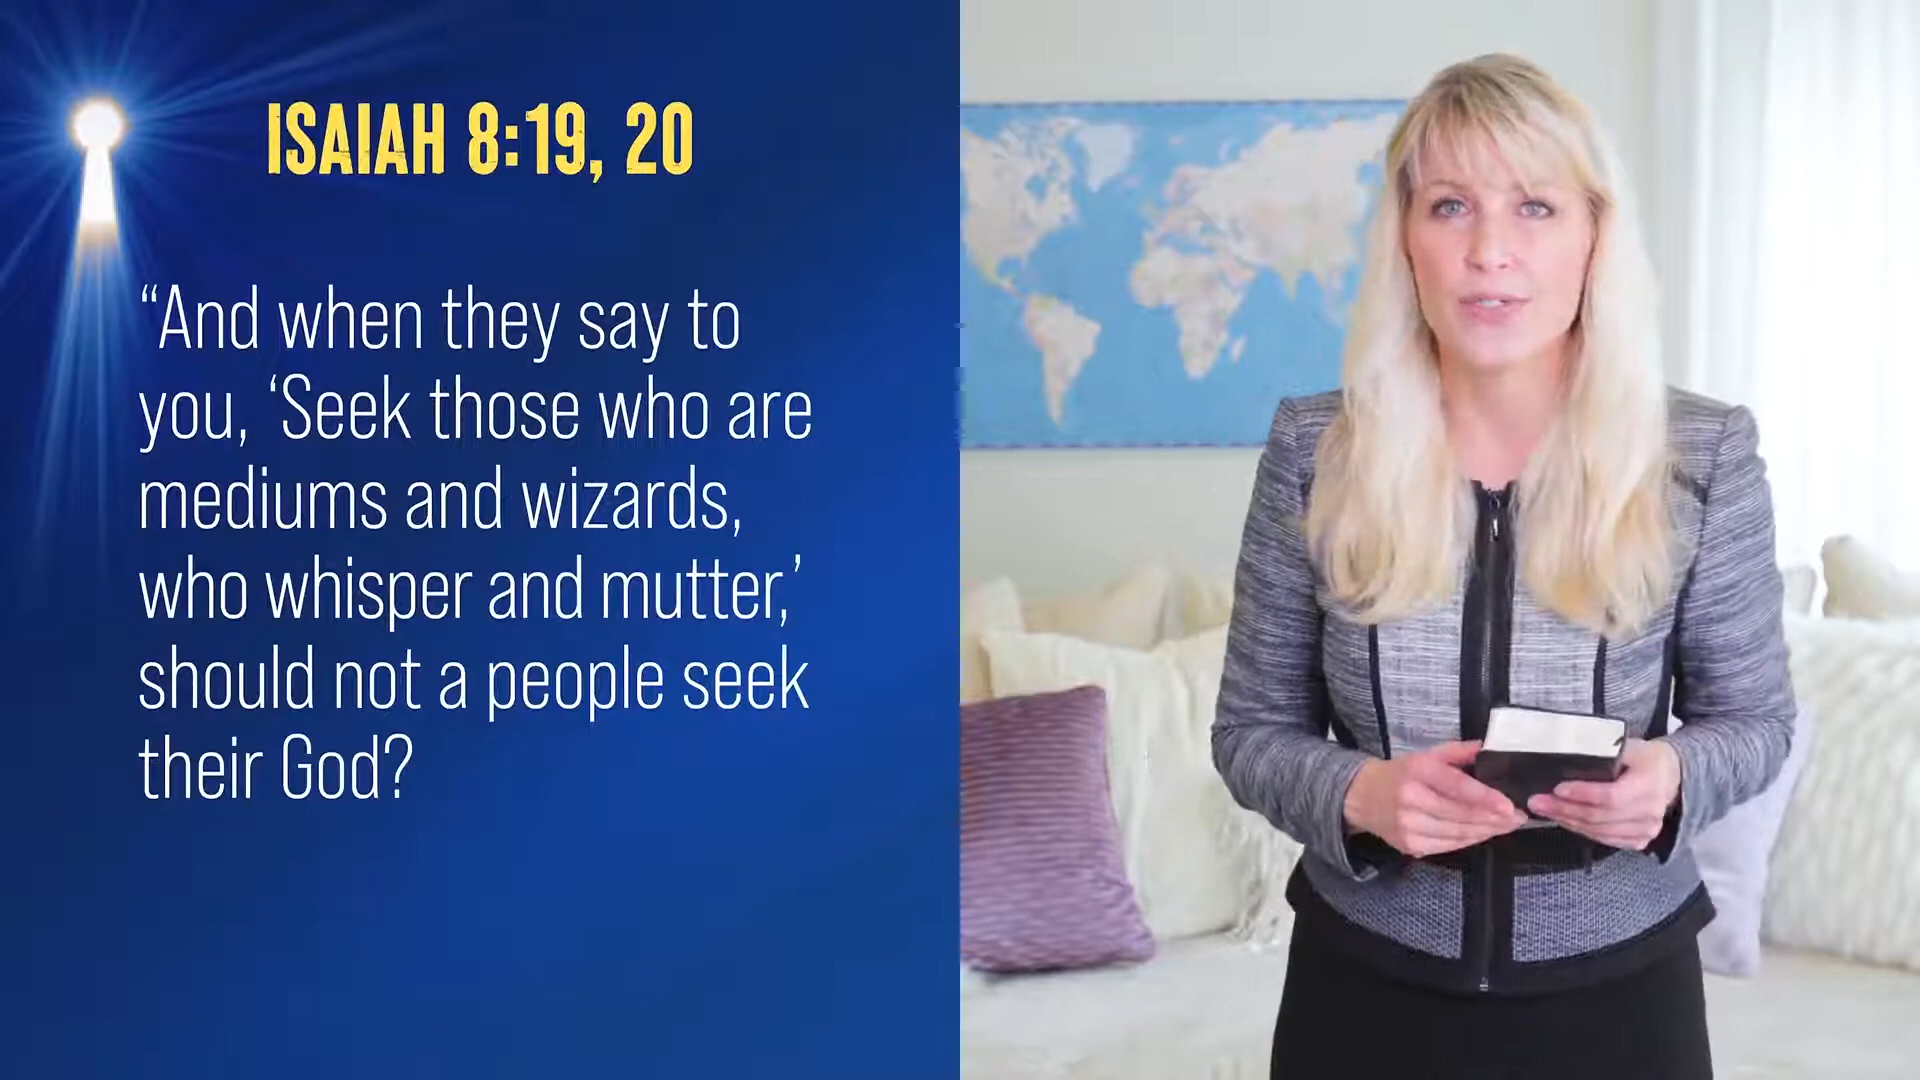 ISAIAH 8:19, 20
“And when they say to
you, ‘Seek those who are
mediums and wizards,
who whisper and mutter,’
should not a people seek
their God?